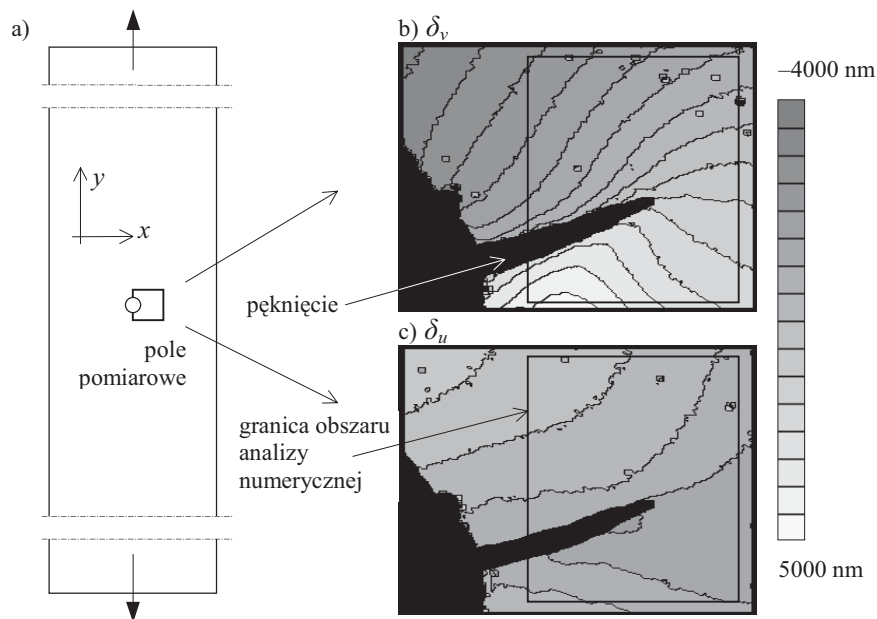 a)
y
x
pole
pomiarowe
b) δv
pęknięcie
c) δu
granica obszaru
analizy
numerycznej
–4000 nm
5000 nm